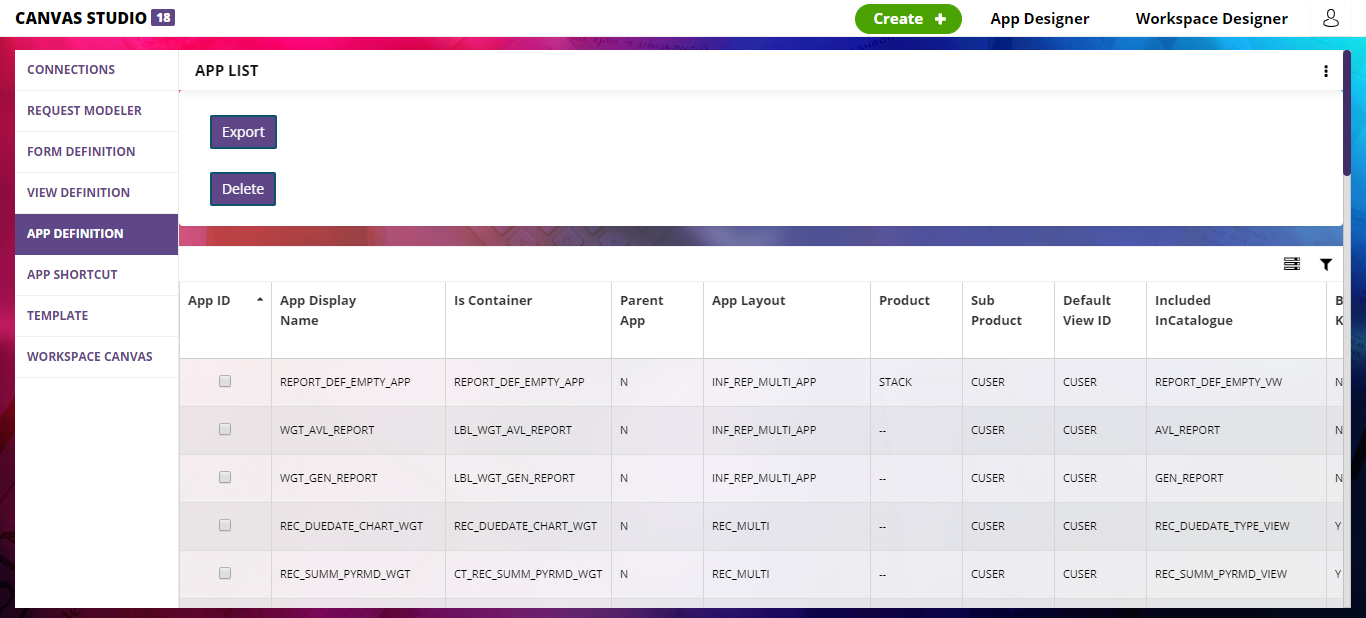 CANVAS STUDIO 18
Create + App Designer Workspace Designer
CONNECTIONS
REQUEST MODELER
FORM DEFINITION
VIEW DEFINITION
APP DEFINITION
APP SHORTCUT
TEMPLATE
WORKSPACE CANVAS
APP LIST
Export
Delete
App ID App Display Name Is Container Parent App App Layout Product Sub Product Default View ID Included InCatalogue B K
REPORT_DEF_EMPTY_APP REPORT_DEF_EMPTY_APP N INF_REP_MULTI_APP STACK CUSER CUSER REPORT_DEF_EMPTY_VW N
WGT_AVL_REPORT LBL_WGT_AVL_REPORT N INF_REP_MULTI_APP -- CUSER CUSER AVL_REPORT N
WGT_GEN_REPORT LBL_WGT_GEN_REPORT N INF_REP_MULTI_APP -- CUSER CUSER GEN_REPORT N
REC_DUEDATE_CHART_WGT REC_DUEDATE_CHART_WGT N REC_MULTI -- CUSER CUSER REC_DUEDATE_TYPE_VIEW Y
REC_SUMM_PYRMD_WGT CT_REC_SUMM_PYRMD_WGT N REC_MULTI -- CUSER CUSER REC_SUMM_PYRMD_VIEW Y